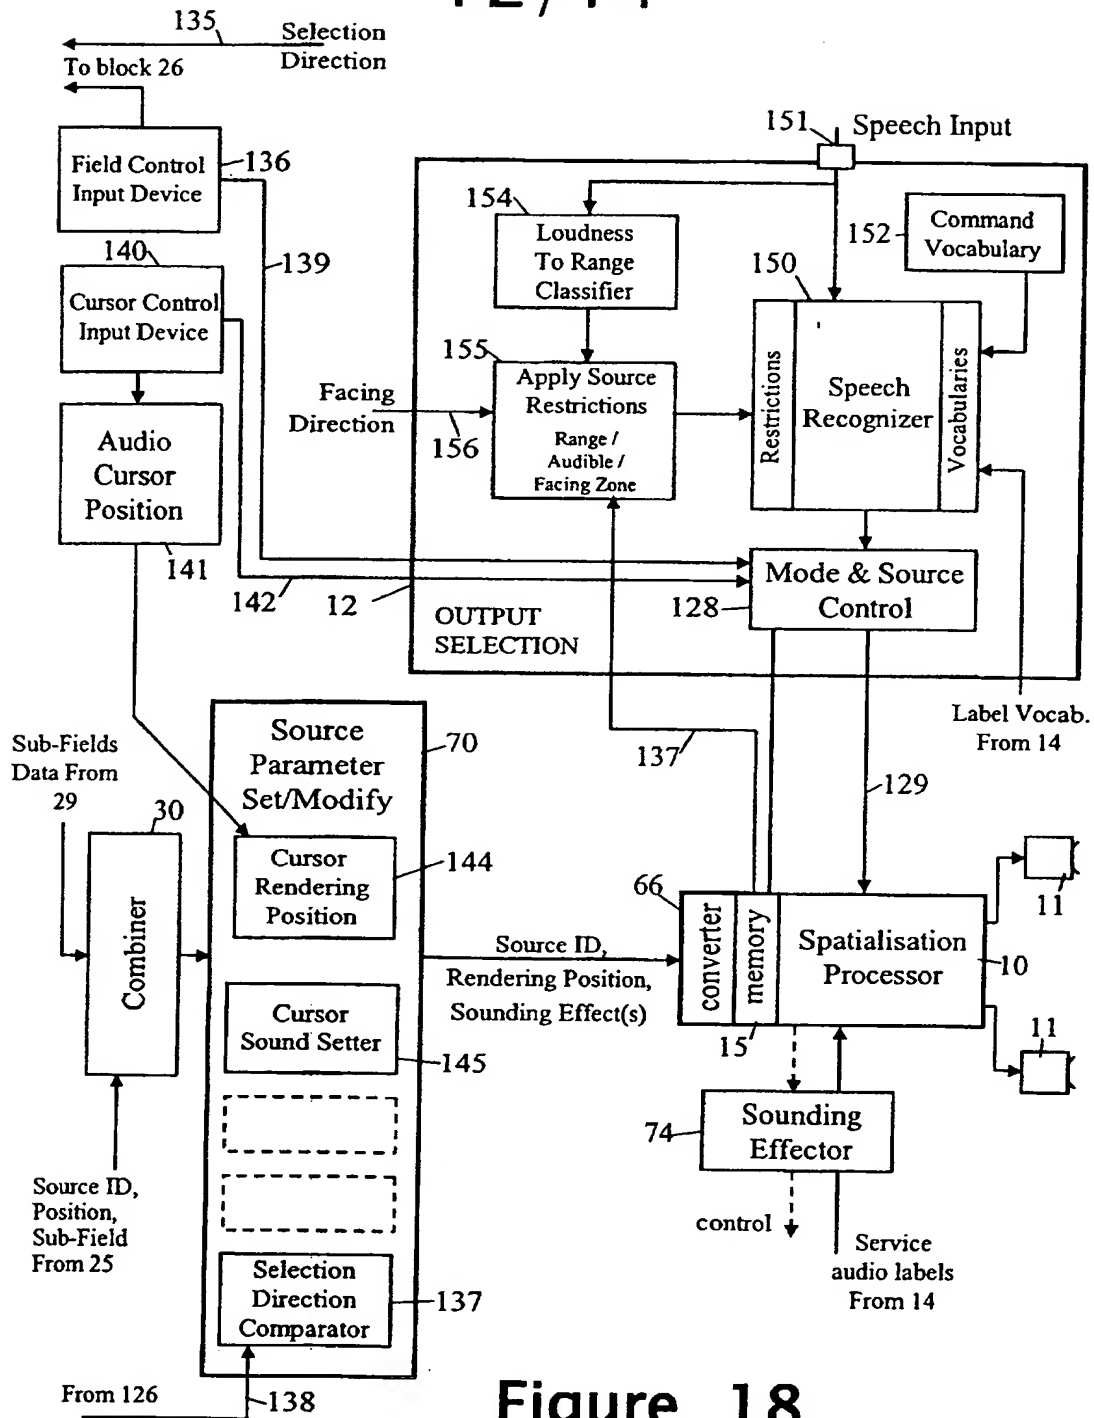 12/14
135
Selection
Direction
To block 26
Field Control
Input Device
136
140
139
Cursor Control
Input Device
Audio
Cursor
Position
141
142
151
Speech Input
154
Loudness
To Range
Classifier
152
Command
Vocabulary
150
155
Apply Source
Restrictions
Range /
Audible /
Facing Zone
Facing
Direction
156
Restrictions
Speech
Recognizer
Vocabularies
12
128
Mode & Source
Control
OUTPUT
SELECTION
Label Vocab.
From 14
137
129
Sub-Fields
Data From
29
30
Combiner
Source ID,
Position,
Sub-Field
From 25
Source
Parameter
Set/Modify
70
Cursor
Rendering
Position
144
Cursor
Sound Setter
145
Selection
Direction
Comparator
137
From 126
138
Source ID,
Rendering Position,
Sounding Effect(s)
66
converter
memory
15
Spatialisation
Processor
10
11
11
74
Sounding
Effector
control
Service
audio labels
From 14
Figure 18